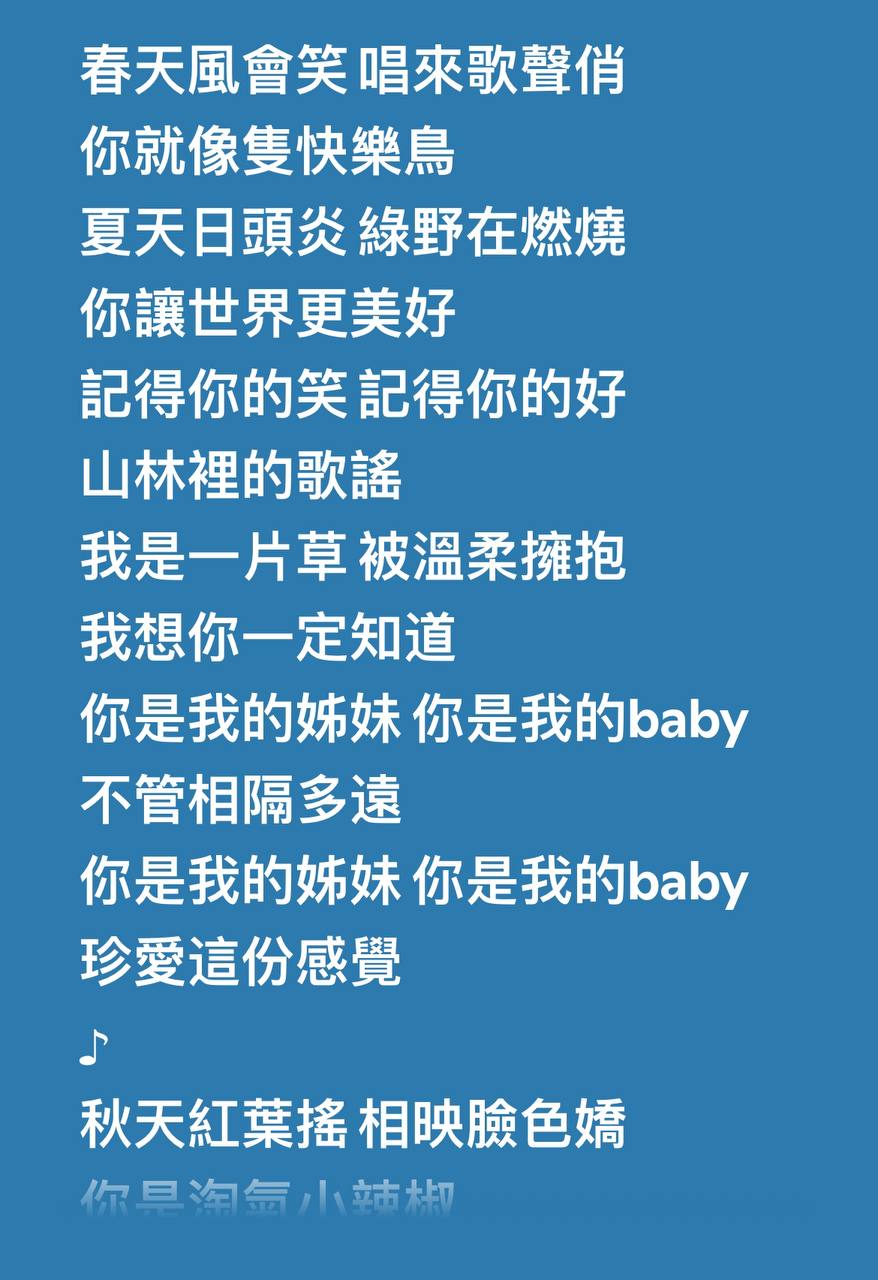 春天風會笑 唱來歌聲俏
你就像隻快樂鳥
夏天日頭炎 綠野在燃燒
你讓世界更美好
記得你的笑 記得你的好
山林裡的歌謠
我是一片草 被溫柔擁抱
我想你一定知道
你是我的姊妹 你是我的baby
不管相隔多遠
你是我的姊妹 你是我的baby
珍愛這份感覺
♪
秋天紅葉搖 相映臉色嬌
你是淘氣小辣椒